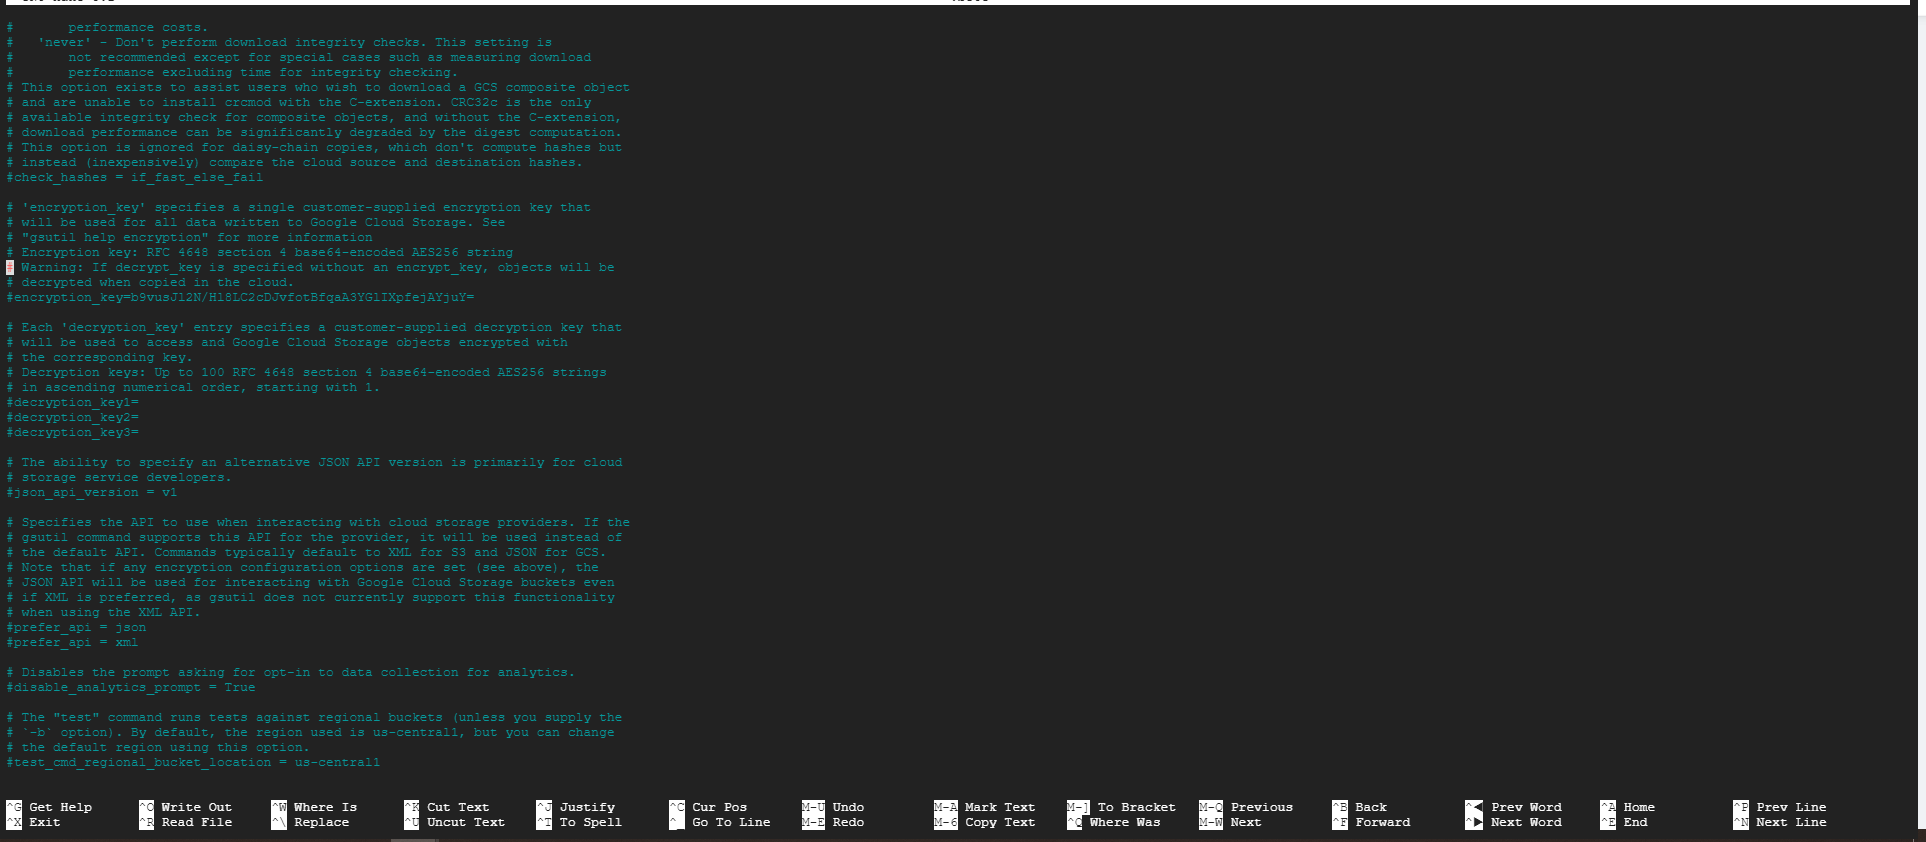 #       performance costs.
#   'never' - Don't perform download integrity checks. This setting is
#       not recommended except for special cases such as measuring download
#       performance excluding time for integrity checking.
# This option exists to assist users who wish to download a GCS composite object
# and are unable to install crcmod with the C-extension. CRC32c is the only
# available integrity check for composite objects, and without the C-extension,
# download performance can be significantly degraded by the digest computation.
# This option is ignored for daisy-chain copies, which don't compute hashes but
# instead (inexpensively) compare the cloud source and destination hashes.
#check_hashes = if_fast_else_fail

# 'encryption_key' specifies a single customer-supplied encryption key that
# will be used for all data written to Google Cloud Storage. See
# "gsutil help encryption" for more information
# Encryption key: RFC 4648 section 4 base64-encoded AES256 string
# Warning: If decrypt_key is specified without an encrypt_key, objects will be
# decrypted when copied in the cloud.
#encryption_key=b9vusJl2N/Hl8LC2cDJvfotBfqaA3YGlIXpfejAYjuY=

# Each 'decryption_key' entry specifies a customer-supplied decryption key that
# will be used to access and Google Cloud Storage objects encrypted with
# the corresponding key.
# Decryption keys: Up to 100 RFC 4648 section 4 base64-encoded AES256 strings
# in ascending numerical order, starting with 1.
#decryption_key1=
#decryption_key2=
#decryption_key3=

# The ability to specify an alternative JSON API version is primarily for cloud
# storage service developers.
#json_api_version = v1

# Specifies the API to use when interacting with cloud storage providers. If the
# gsutil command supports this API for the provider, it will be used instead of
# the default API. Commands typically default to XML for S3 and JSON for GCS.
# Note that if any encryption configuration options are set (see above), the
# JSON API will be used for interacting with Google Cloud Storage buckets even
# if XML is preferred, as gsutil does not currently support this functionality
# when using the XML API.
#prefer_api = json
#prefer_api = xml

# Disables the prompt asking for opt-in to data collection for analytics.
#disable_analytics_prompt = True

# The "test" command runs tests against regional buckets (unless you supply the
# `-b` option). By default, the region used is us-central1, but you can change
# the default region using this option.
#test_cmd_regional_bucket_location = us-central1

^G Get Help ^O Write Out ^W Where Is ^K Cut Text ^J Justify ^C Cur Pos M-U Undo M-A Mark Text M-] To Bracket M-Q Previous ^B Back ^◀ Prev Word ^A Home ^P Prev Line
^X Exit ^R Read File ^\ Replace ^U Uncut Text ^T To Spell ^_ Go To Line M-E Redo M-6 Copy Text ^Q Where Was M-W Next ^F Forward ^▶ Next Word ^E End ^N Next Line